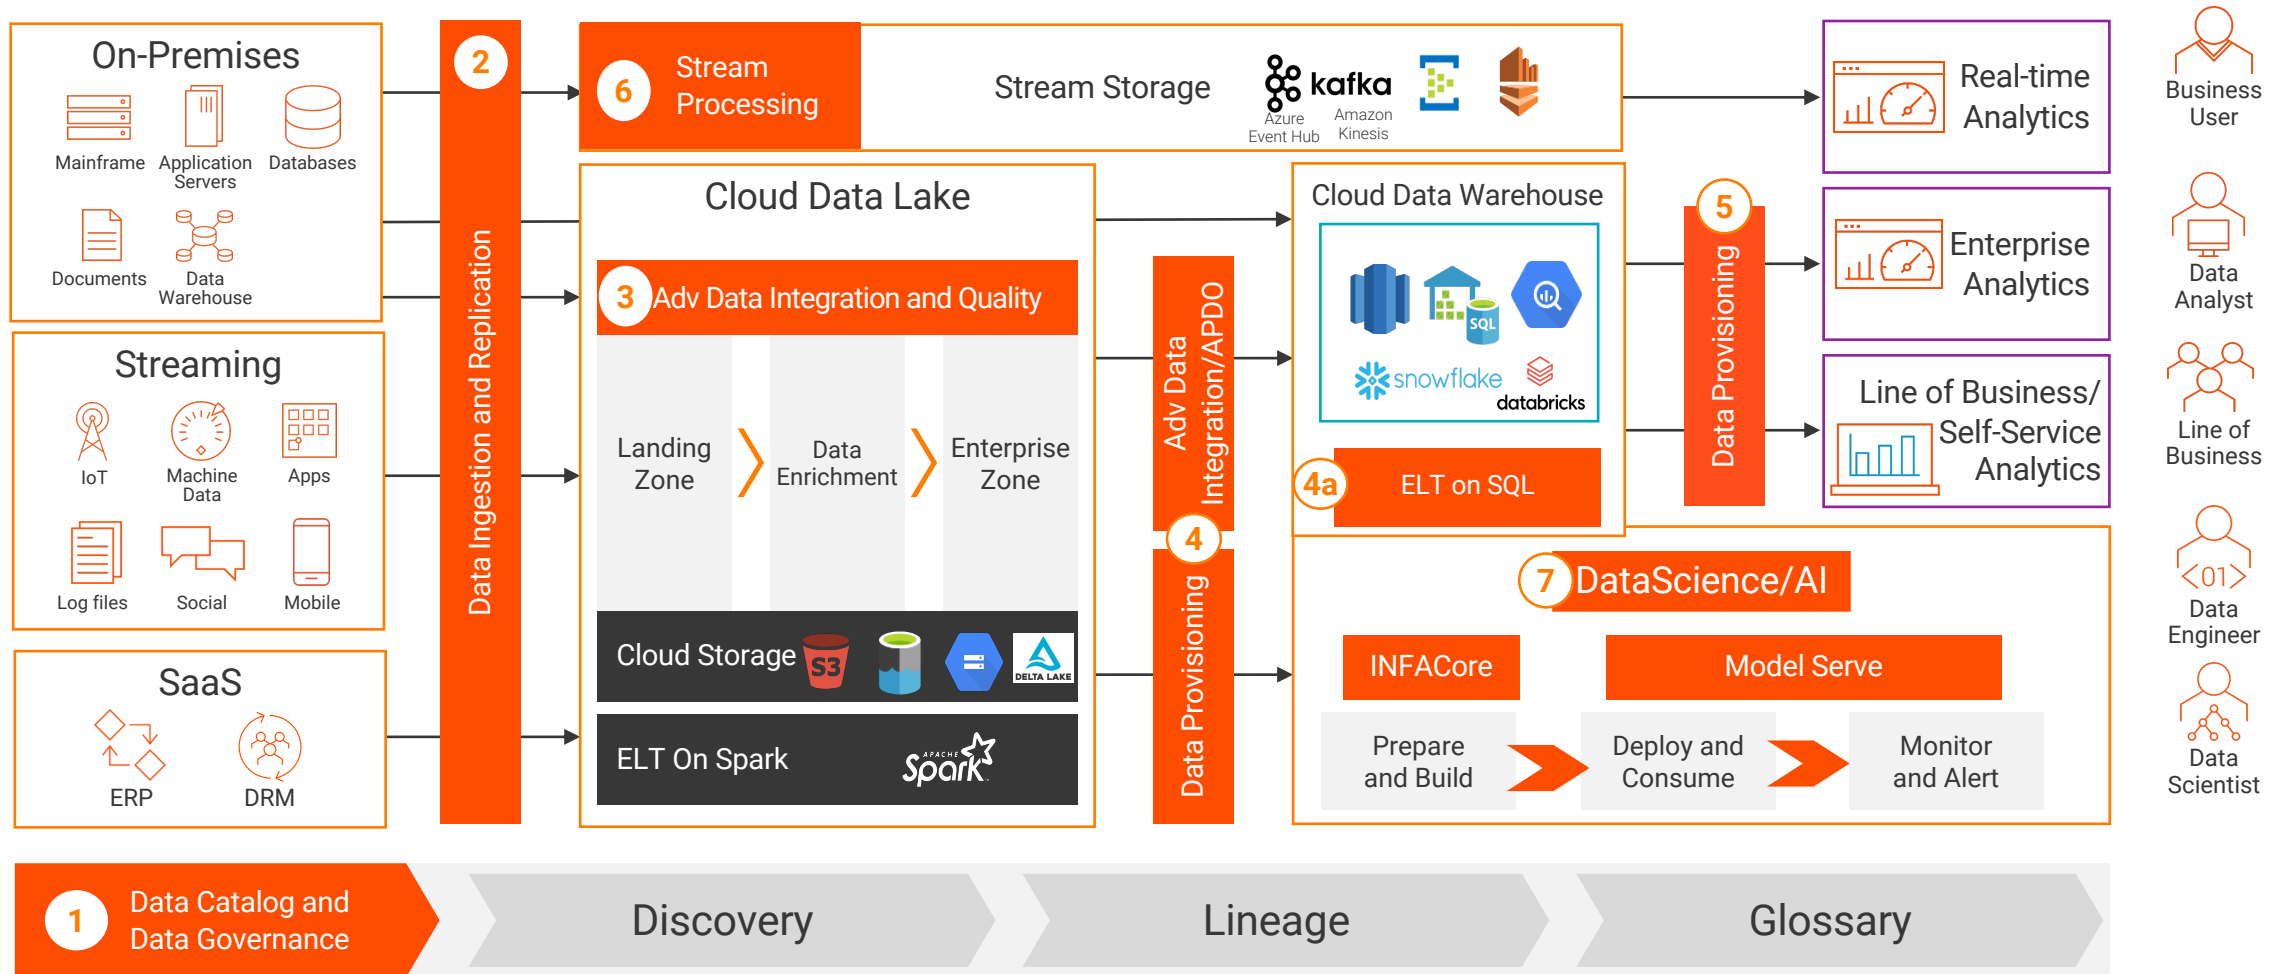 On-Premises
Mainframe
Application
Servers
Databases
Documents
Data
Warehouse
Streaming
IoT
Machine
Data
Apps
Log files
Social
Mobile
SaaS
ERP
DRM
2
Data Ingestion and Replication
6
Stream
Processing
Stream Storage
kafka
Azure
Event Hub
Amazon
Kinesis
Cloud Data Lake
3
Adv Data Integration and Quality
Landing
Zone
Data
Enrichment
Enterprise
Zone
Cloud Storage
S3
DELTA LAKE
ELT On Spark
APACHE
Spark
Adv Data
Integration/APDO
4
Data Provisioning
Cloud Data Warehouse
SQL
snowflake
databricks
4a
ELT on SQL
5
Data Provisioning
7
DataScience/AI
INFACore
Model Serve
Prepare
and Build
Deploy and
Consume
Monitor
and Alert
Real-time
Analytics
Enterprise
Analytics
Line of Business/
Self-Service
Analytics
Business
User
Data
Analyst
Line of
Business
<01>
Data
Engineer
Data
Scientist
1
Data Catalog and
Data Governance
Discovery
Lineage
Glossary